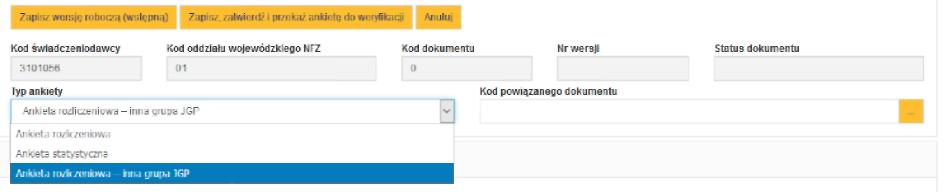 Zapisz wersję roboczą (wstępną) Zapisz, zatwierdź i przekaż ankietę do weryfikacji Anuluj
Kod świadczeniodawcy Kod oddziału wojewódzkiego NFZ Kod dokumentu Nr wersji Status dokumentu
3101056 01 0
Typ ankiety Kod powiązanego dokumentu
Ankieta rozliczeniowa – inna grupa JGP ...
Ankieta rozliczeniowa
Ankieta statystyczna
Ankieta rozliczeniowa – inna grupa JGP